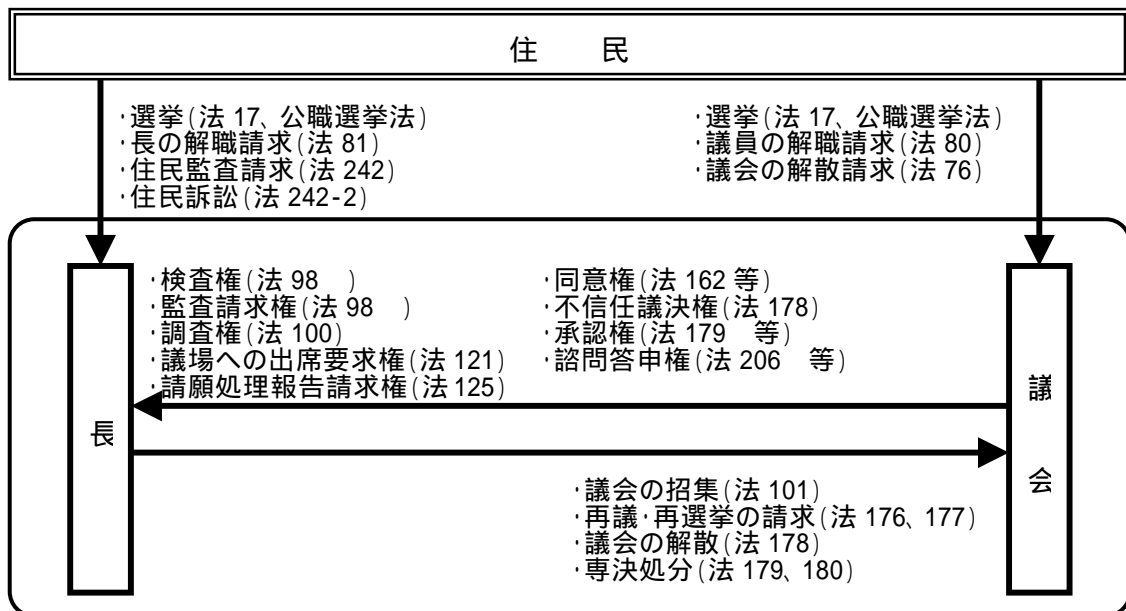 住　民
・選挙（法 17、公職選挙法）
・長の解職請求（法 81）
・住民監査請求（法 242）
・住民訴訟（法 242-2）
・選挙（法 17、公職選挙法）
・議員の解職請求（法 80）
・議会の解散請求（法 76）
・検査権（法 98　）
・監査請求権（法 98　）
・調査権（法 100）
・議場への出席要求権（法 121）
・請願処理報告請求権（法 125）
・同意権（法 162 等）
・不信任議決権（法 178）
・承認権（法 179　等）
・諮問答申権（法 206　等）
長
議会
・議会の招集（法 101）
・再議・再選挙の請求（法 176、177）
・議会の解散（法 178）
・専決処分（法 179、180）